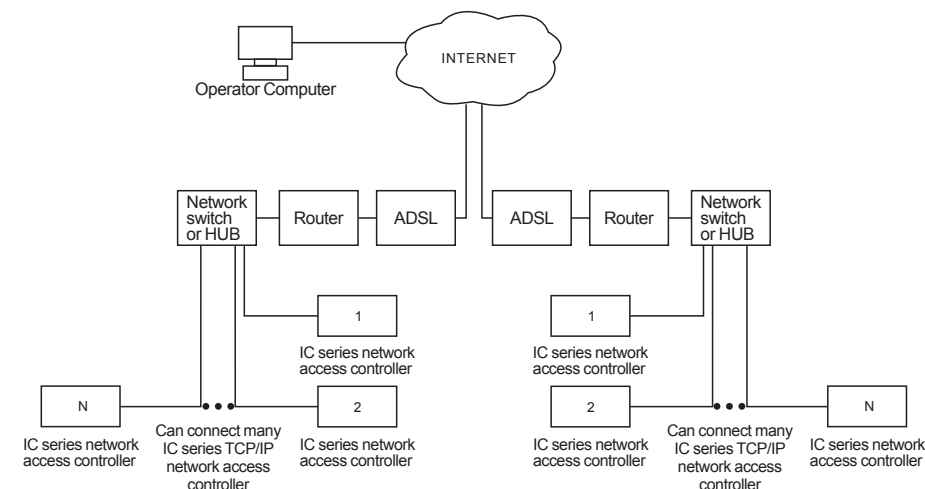 INTERNET
Operator Computer
Network
switch
or HUB
Router
ADSL
ADSL
Router
Network
switch
or HUB
1
IC series network
access controller
1
IC series network
access controller
N
IC series network
access controller
Can connect many
IC series TCP/IP
network access
controller
2
IC series network
access controller
2
IC series network
access controller
Can connect many
IC series TCP/IP
network access
controller
N
IC series network
access controller